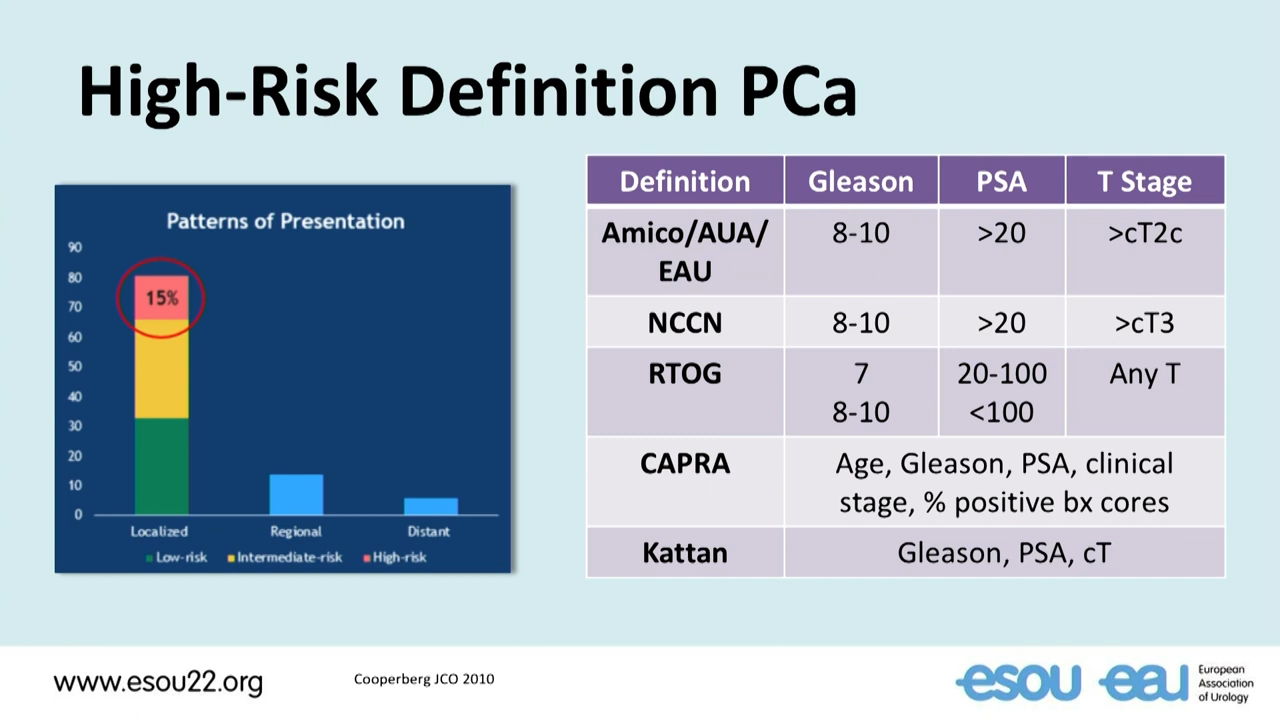 High-Risk Definition PCa
Patterns of Presentation
90
80
70
60
50
40
30
20
10
0
15%
Localized Regional Distant
Low-risk Intermediate-risk High-risk
Definition Gleason PSA T Stage
Amico/AUA/ 8-10 >20 >cT2c
EAU
NCCN 8-10 >20 >cT3
RTOG 7 20-100 Any T
8-10 <100
CAPRA Age, Gleason, PSA, clinical
stage, % positive bx cores
Kattan Gleason, PSA, cT
www.esou22.org
Cooperberg JCO 2010
esou eau
European
Association
of Urology